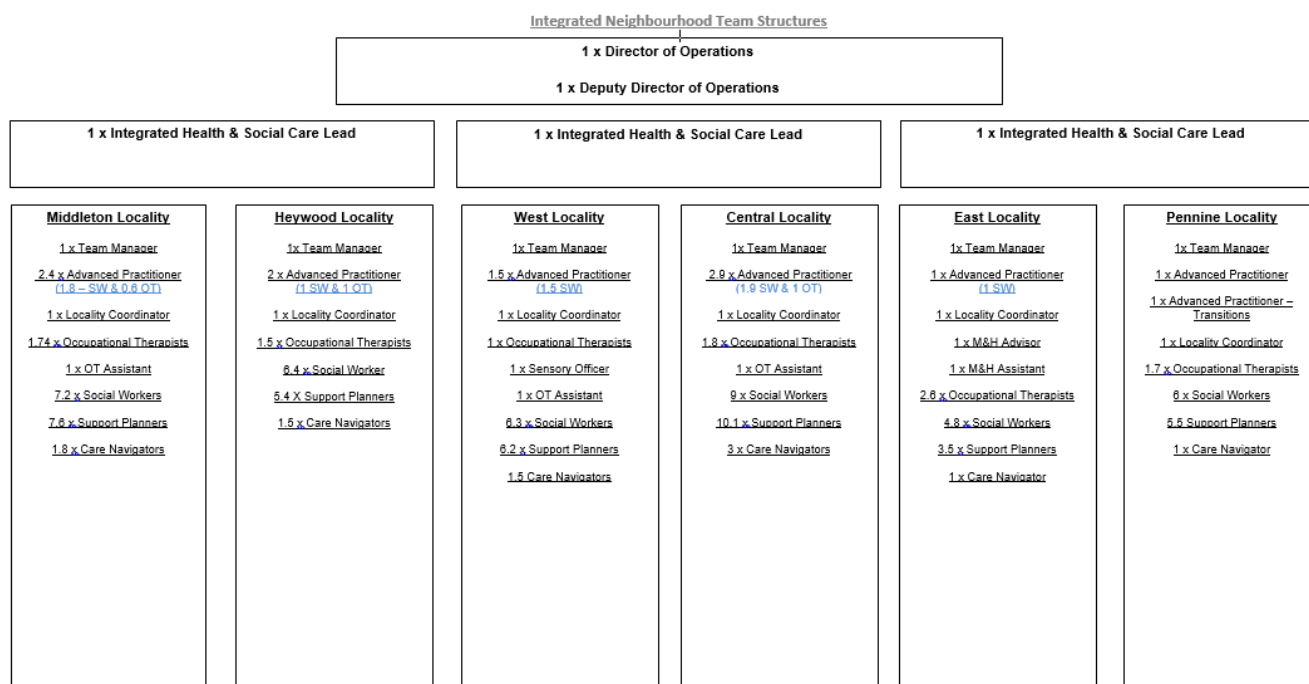 Integrated Neighbourhood Team Structures
1 x Director of Operations
1 x Deputy Director of Operations
1 x Integrated Health & Social Care Lead
1 x Integrated Health & Social Care Lead
1 x Integrated Health & Social Care Lead
Middleton Locality
1 x Team Manager
2.4 x Advanced Practitioner
(1.8 – SW & 0.6 OT)
1 x Locality Coordinator
1.74 x Occupational Therapists
1 x OT Assistant
7.2 x Social Workers
7.6 x Support Planners
1.8 x Care Navigators
Heywood Locality
1x Team Manager
2 x Advanced Practitioner
(1 SW & 1 OT)
1 x Locality Coordinator
1.5 x Occupational Therapists
6.4 x Social Worker
5.4 X Support Planners
1.5 x Care Navigators
West Locality
1x Team Manager
1.5 x Advanced Practitioner
(1.5 SW)
1 x Locality Coordinator
1 x Occupational Therapists
1 x Sensory Officer
1 x OT Assistant
6.3 x Social Workers
6.2 x Support Planners
1.5 Care Navigators
Central Locality
1x Team Manager
2.9 x Advanced Practitioner
(1.9 SW & 1 OT)
1 x Locality Coordinator
1.8 x Occupational Therapists
1 x OT Assistant
9 x Social Workers
10.1 x Support Planners
3 x Care Navigators
East Locality
1x Team Manager
1 x Advanced Practitioner
(1 SW)
1 x Locality Coordinator
1 x M&H Advisor
1 x M&H Assistant
2.6 x Occupational Therapists
4.8 x Social Workers
3.5 x Support Planners
1 x Care Navigator
Pennine Locality
1x Team Manager
1 x Advanced Practitioner
1 x Advanced Practitioner –
Transitions
1 x Locality Coordinator
1.7 x Occupational Therapists
6 x Social Workers
5.5 Support Planners
1 x Care Navigator